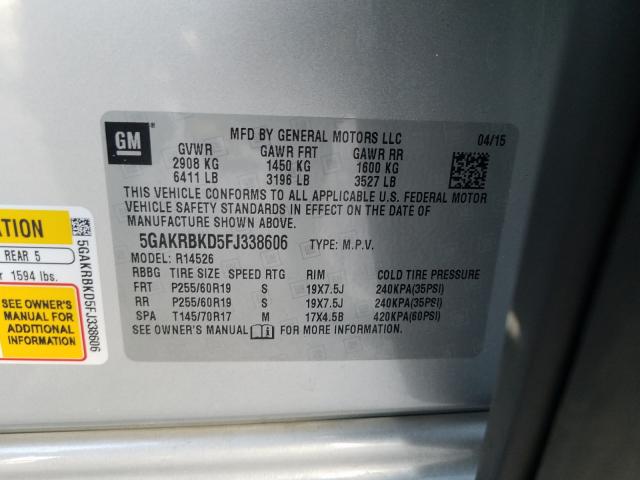 GM
MFD BY GENERAL MOTORS LLC
04/15
GVWR GAWR FRT GAWR RR
2908 KG 1450 KG 1600 KG
6411 LB 3196 LB 3527 LB
THIS VEHICLE CONFORMS TO ALL APPLICABLE U.S. FEDERAL MOTOR
VEHICLE SAFETY STANDARDS IN EFFECT ON THE DATE OF
MANUFACTURE SHOWN ABOVE.
5GAKRBKD5FJ338606 TYPE: M.P.V.
MODEL: R14526
RBBG TIRE SIZE SPEED RTG RIM COLD TIRE PRESSURE
FRT P255/60R19 S 19X7.5J 240KPA(35PSI)
RR P255/60R19 S 19X7.5J 240KPA(35PSI)
SPA T145/70R17 M 17X4.5B 420KPA(60PSI)
SEE OWNER'S MANUAL FOR MORE INFORMATION.
REAR 5
1594 lbs.
SEE OWNER'S
MANUAL FOR
ADDITIONAL
INFORMATION
5GAKRBKD5FJ338606